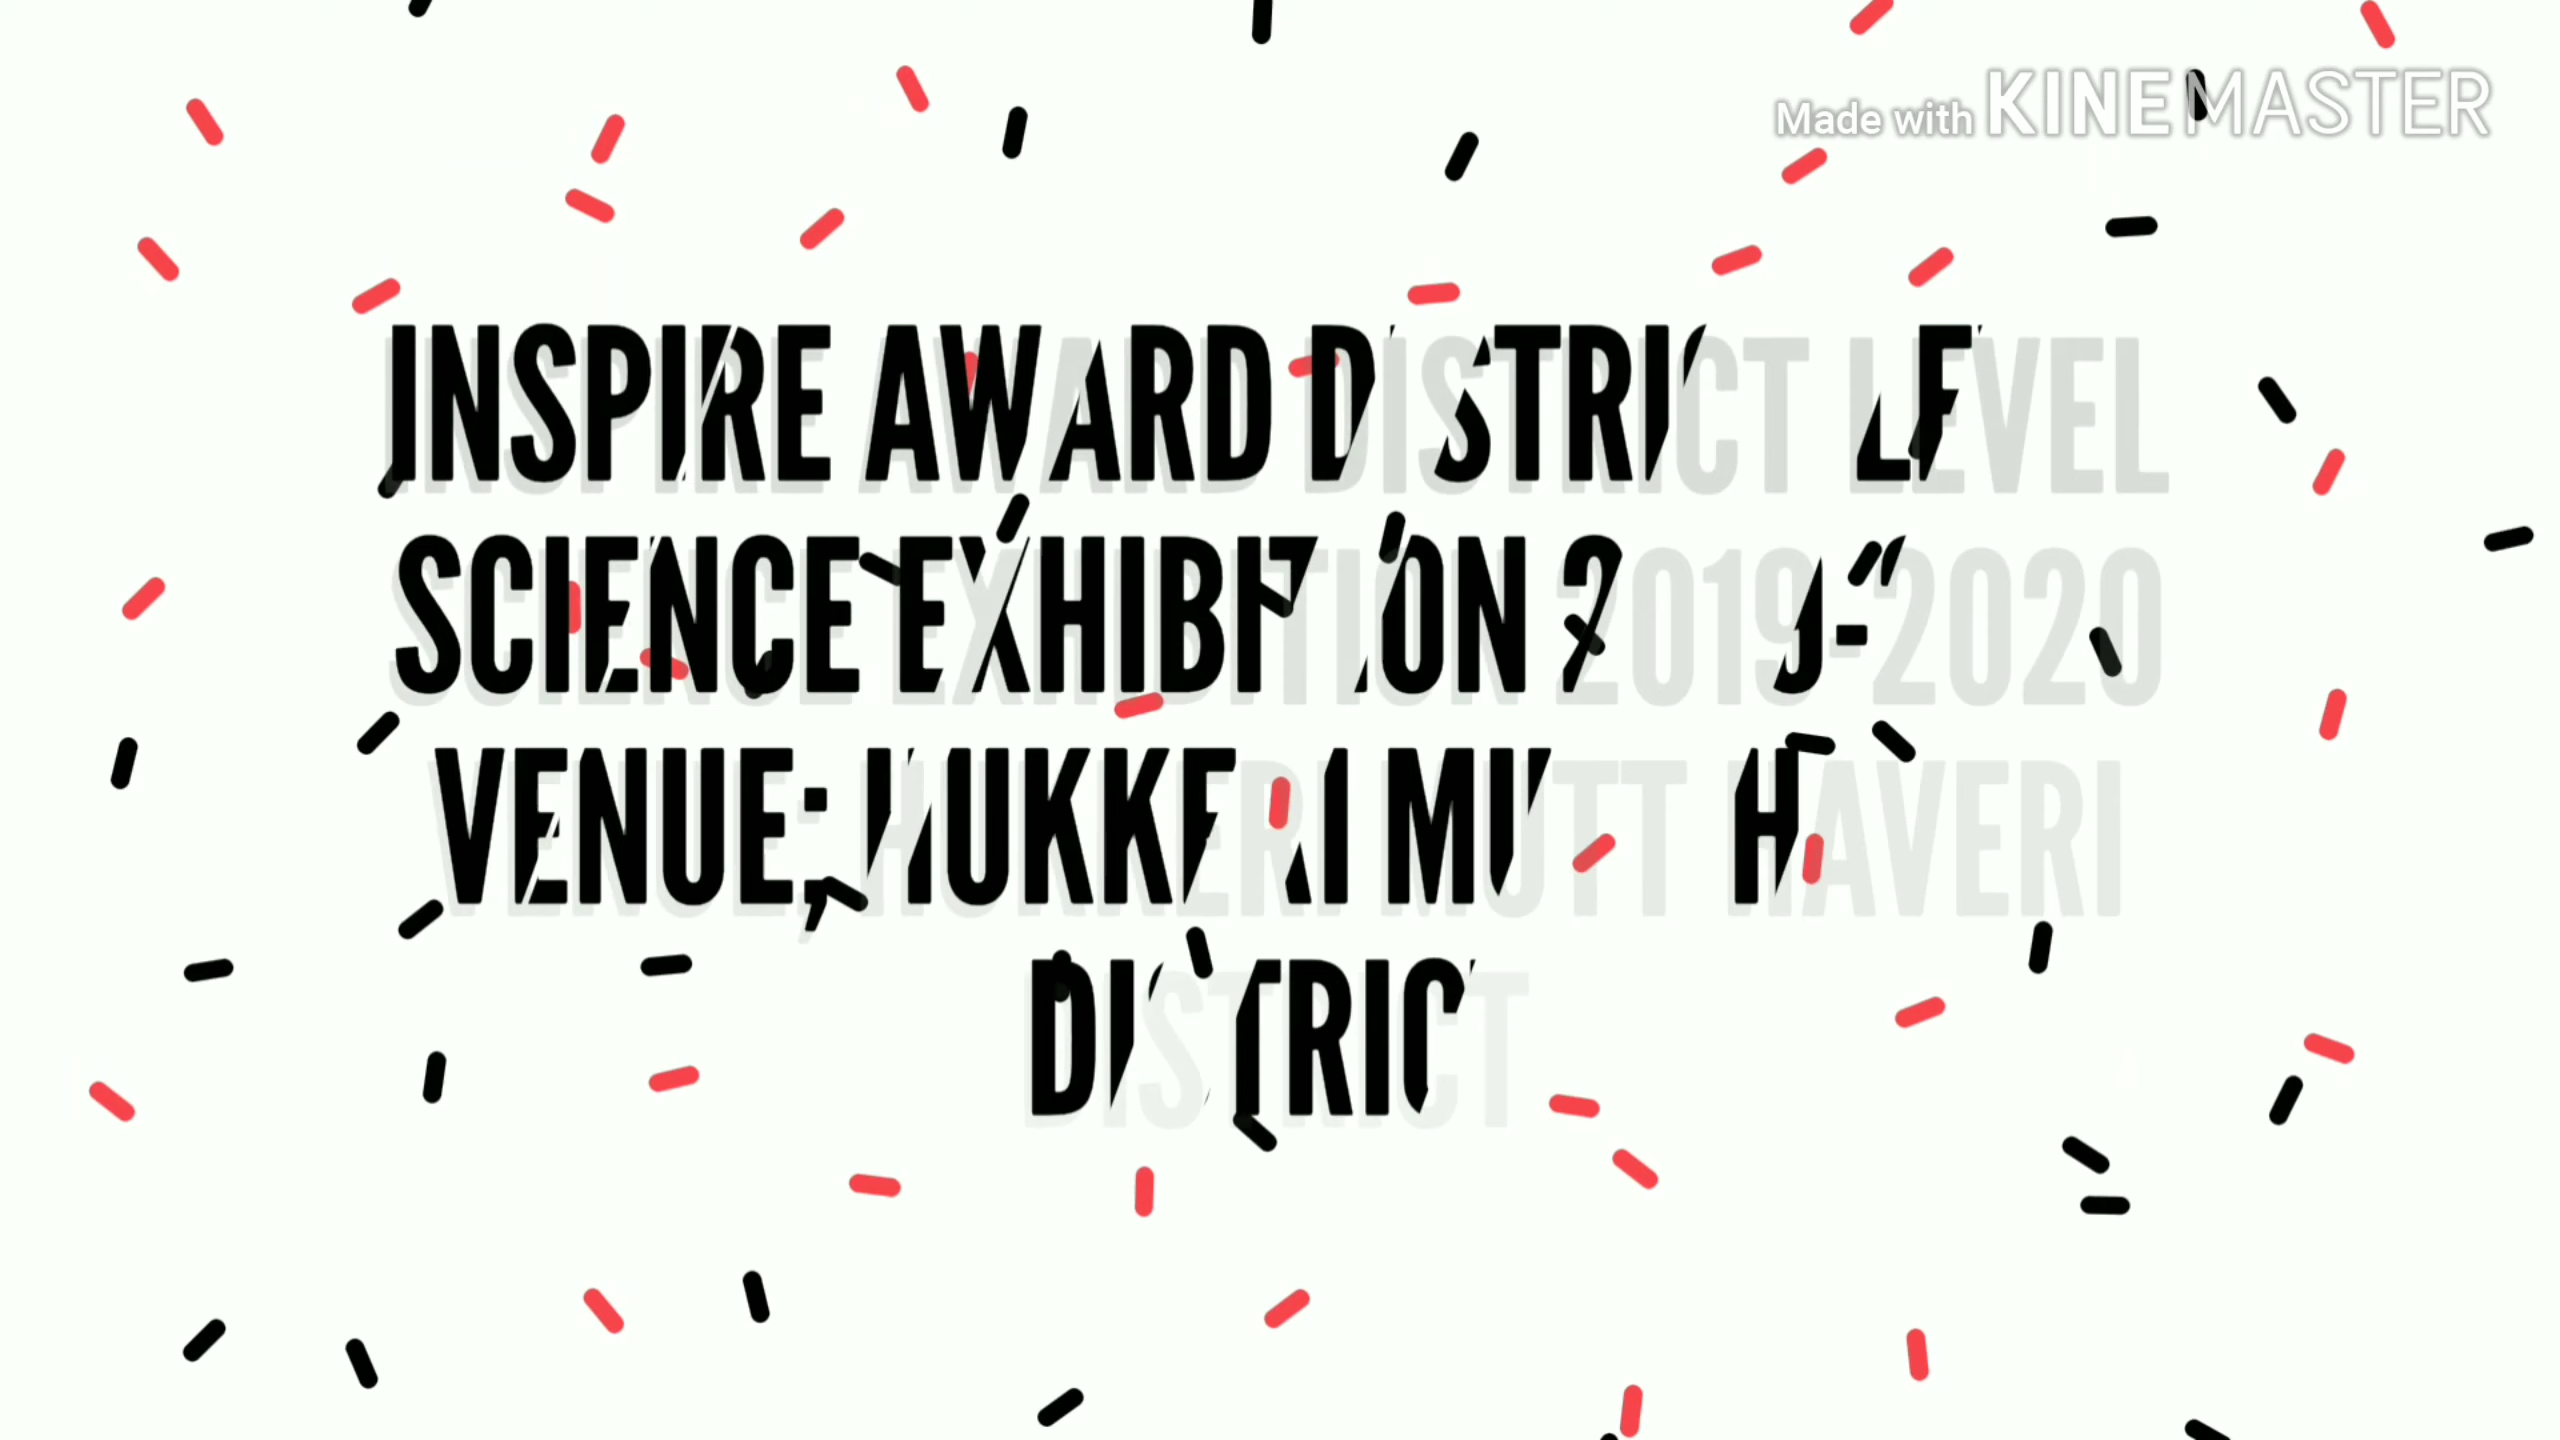 Made with KINEMASTER
INSPIRE AWARD DISTRICT LEVEL
SCIENCE EXHIBITION 2019-2020
VENUE; HUKKERI MUTT HAVERI
DISTRICT